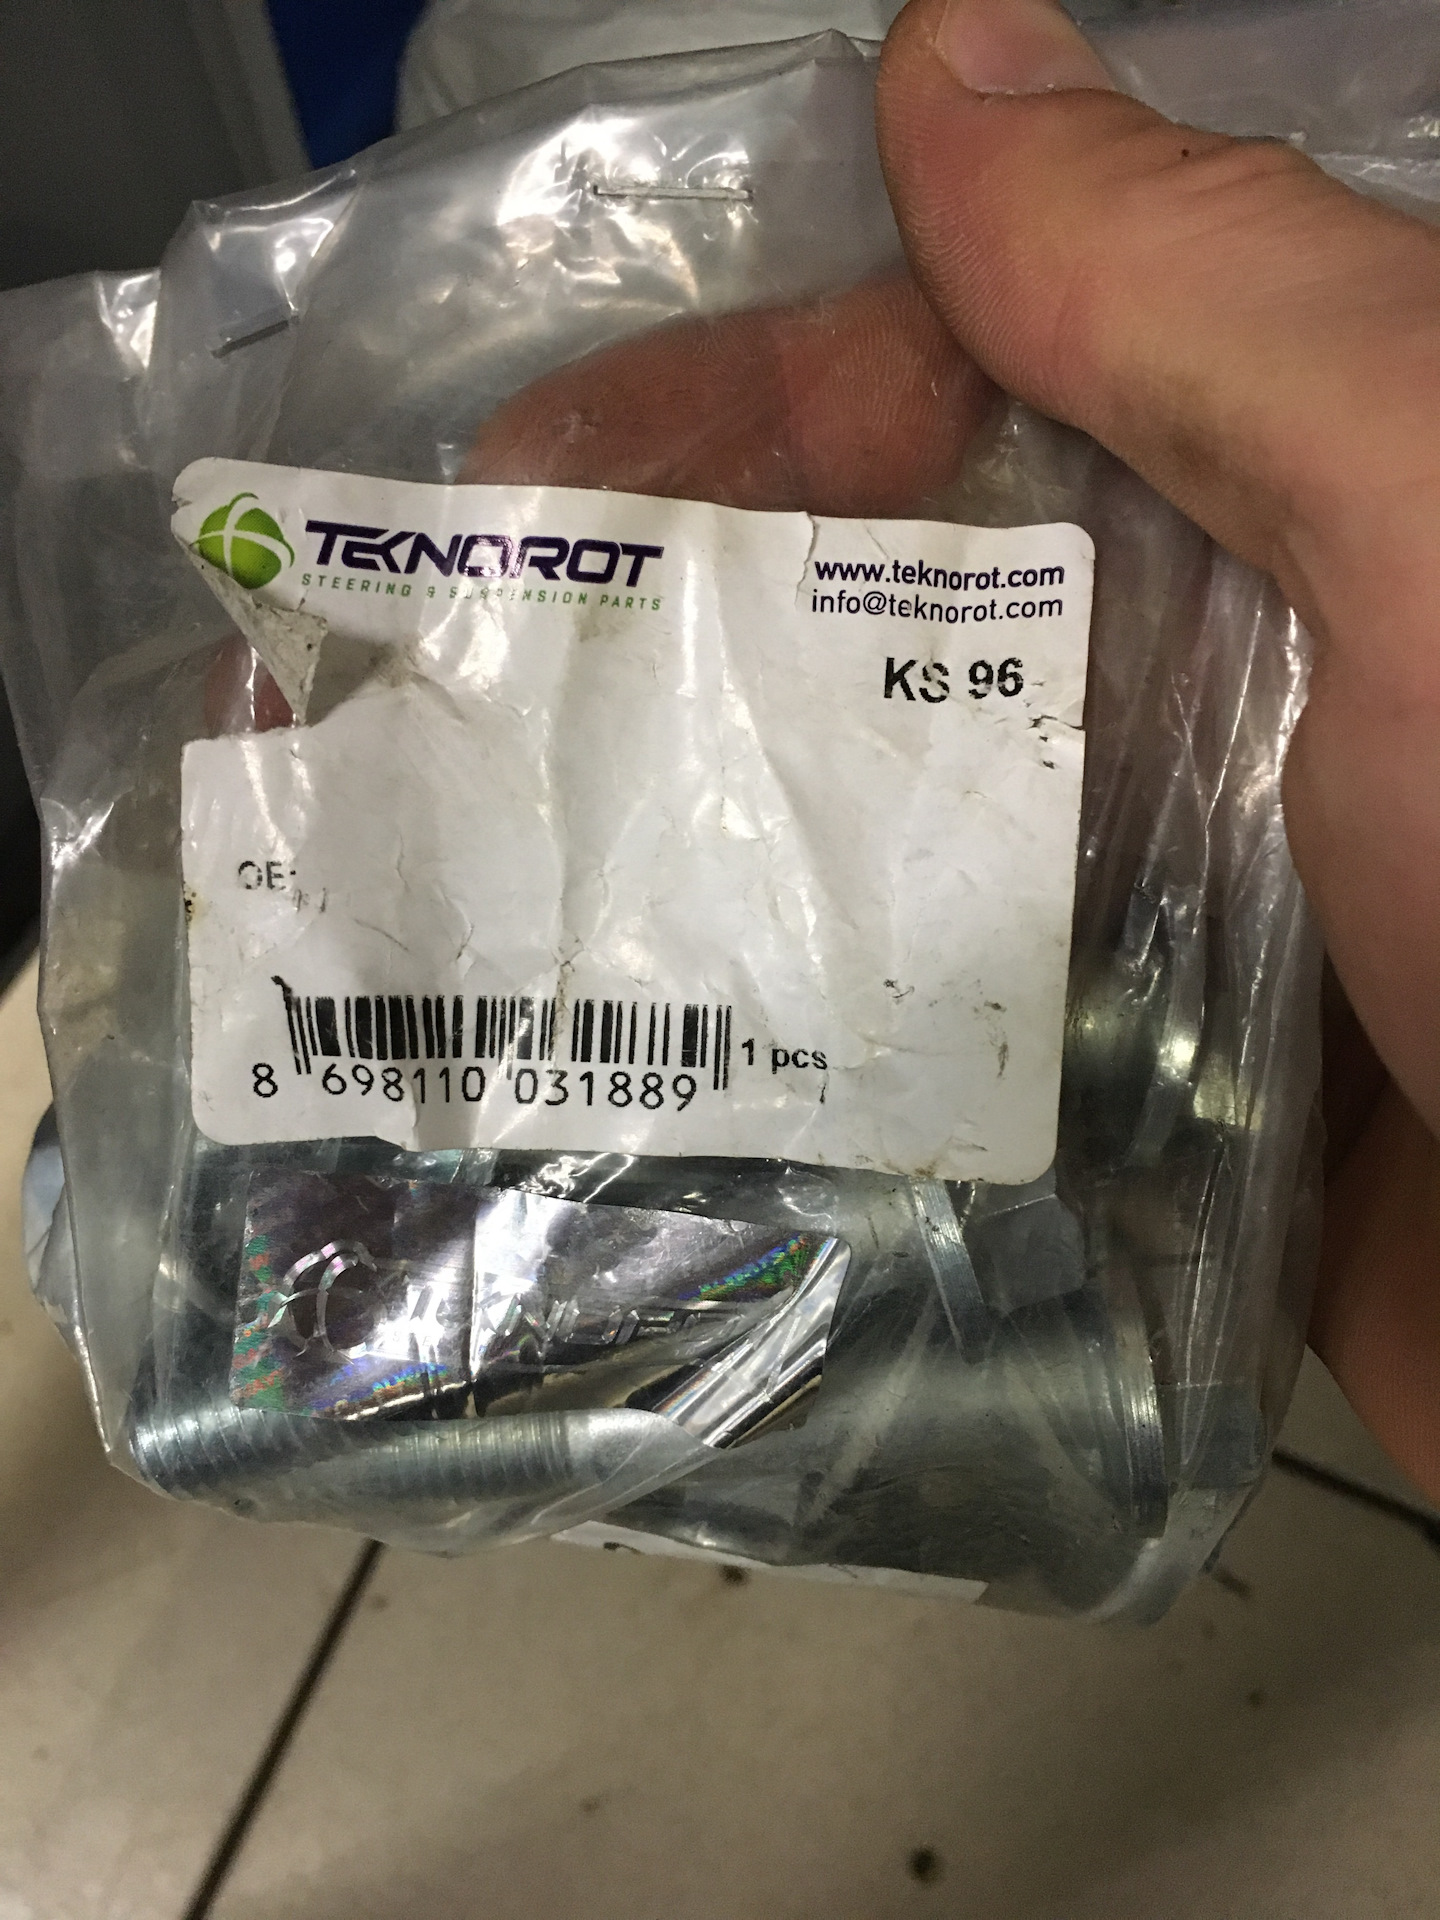 TEKNOROT
STEERING & SUSPENSION PARTS
www.teknorot.com
info@teknorot.com
KS 96
OE:
8 698110 031889
1 pcs